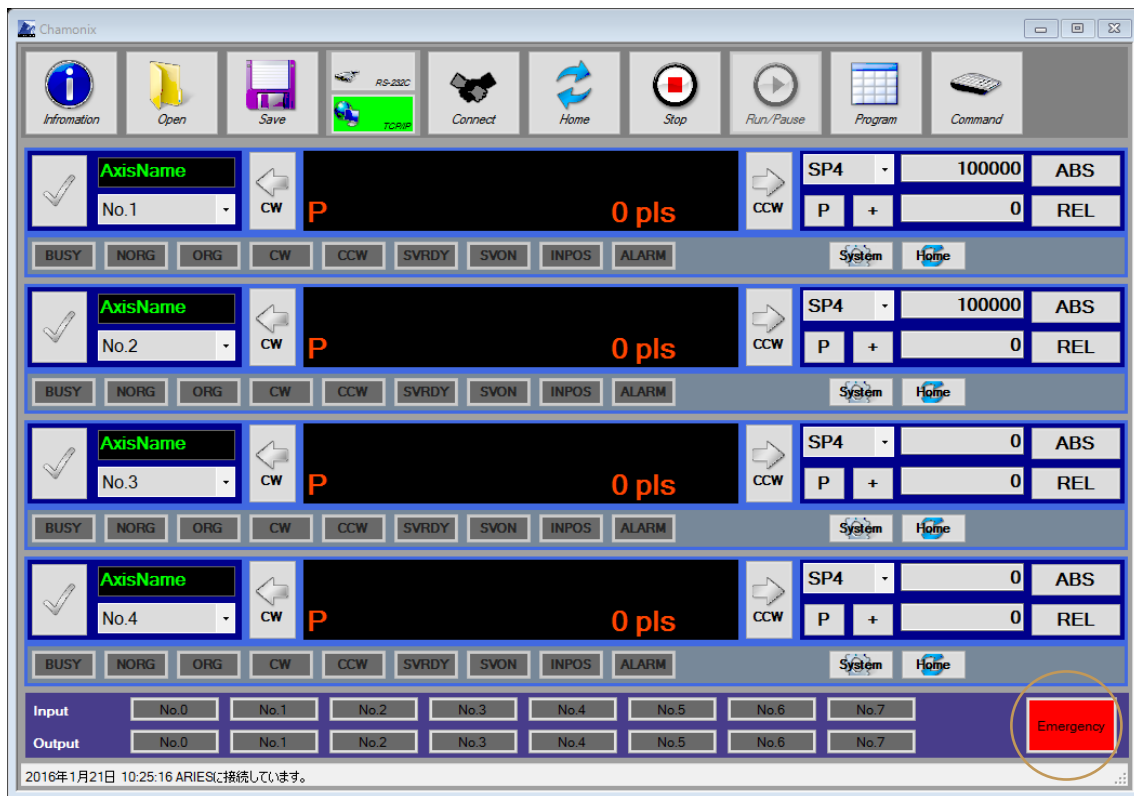 Chamonix
Infromation Open Save RS-232C TCP/IP Connect Home Stop Run/Pause Program Command
AxisName SP4 100000 ABS
No.1 CW P 0 pls CCW P + 0 REL
BUSY NORG ORG CW CCW SVRDY SVON INPOS ALARM System Home
AxisName SP4 100000 ABS
No.2 CW P 0 pls CCW P + 0 REL
BUSY NORG ORG CW CCW SVRDY SVON INPOS ALARM System Home
AxisName SP4 0 ABS
No.3 CW P 0 pls CCW P + 0 REL
BUSY NORG ORG CW CCW SVRDY SVON INPOS ALARM System Home
AxisName SP4 0 ABS
No.4 CW P 0 pls CCW P + 0 REL
BUSY NORG ORG CW CCW SVRDY SVON INPOS ALARM System Home
Input No.0 No.1 No.2 No.3 No.4 No.5 No.6 No.7
Emergency
Output No.0 No.1 No.2 No.3 No.4 No.5 No.6 No.7
2016年1月21日 10:25:16 ARIESに接続しています。